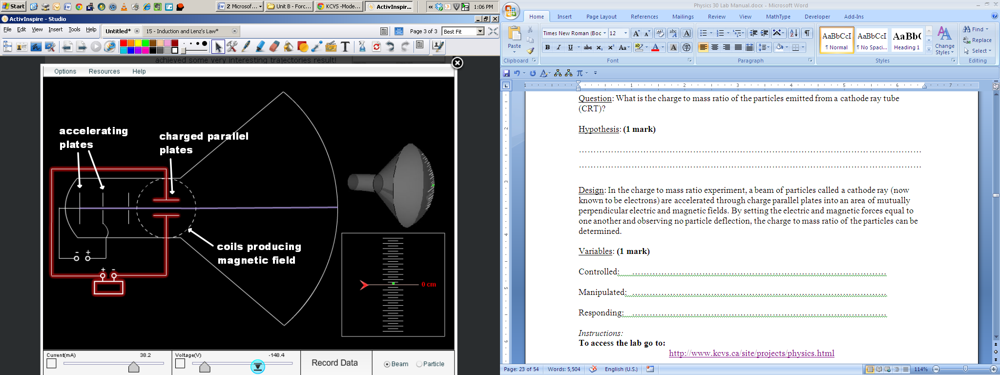 Start
2 Microsof...
Unit B - Forc...
KCVS -Mode...
ActivInspir...
1:06 PM
ActivInspire - Studio
File Edit View Insert Tools Help
Untitled*
15 - Induction and Lenz's Law*
Page 3 of 3
Best Fit
achieved some very interesting trajectories result!
Options Resources Help
accelerating
plates
charged parallel
plates
coils producing
magnetic field
- +
+ -
0 cm
Current(mA) 38.2
Voltage(V) -148.4
Record Data
Beam Particle
Physics 30 Lab Manual.docx - Microsoft Word
Home Insert Page Layout References Mailings Review View MathType Developer Add-Ins
Paste
Clipboard
Times New Roman (Boc 12
Font
Paragraph
AaBbCcI AaBbCcI AaBb(
¶ Normal ¶ No Spaci... Heading 1
Change
Styles
Styles
Find
Replace
Select
Editing
1 1 2 3 4 5 6 7
Question: What is the charge to mass ratio of the particles emitted from a cathode ray tube
(CRT)?
Hypothesis: (1 mark)
Design: In the charge to mass ratio experiment, a beam of particles called a cathode ray (now
known to be electrons) are accelerated through charge parallel plates into an area of mutually
perpendicular electric and magnetic fields. By setting the electric and magnetic forces equal to
one another and observing no particle deflection, the charge to mass ratio of the particles can be
determined.
Variables: (1 mark)
Controlled:
Manipulated:
Responding:
Instructions:
To access the lab go to:
http://www.kcvs.ca/site/projects/physics.html
Page: 23 of 54 Words: 5,504 English (U.S.) 114%